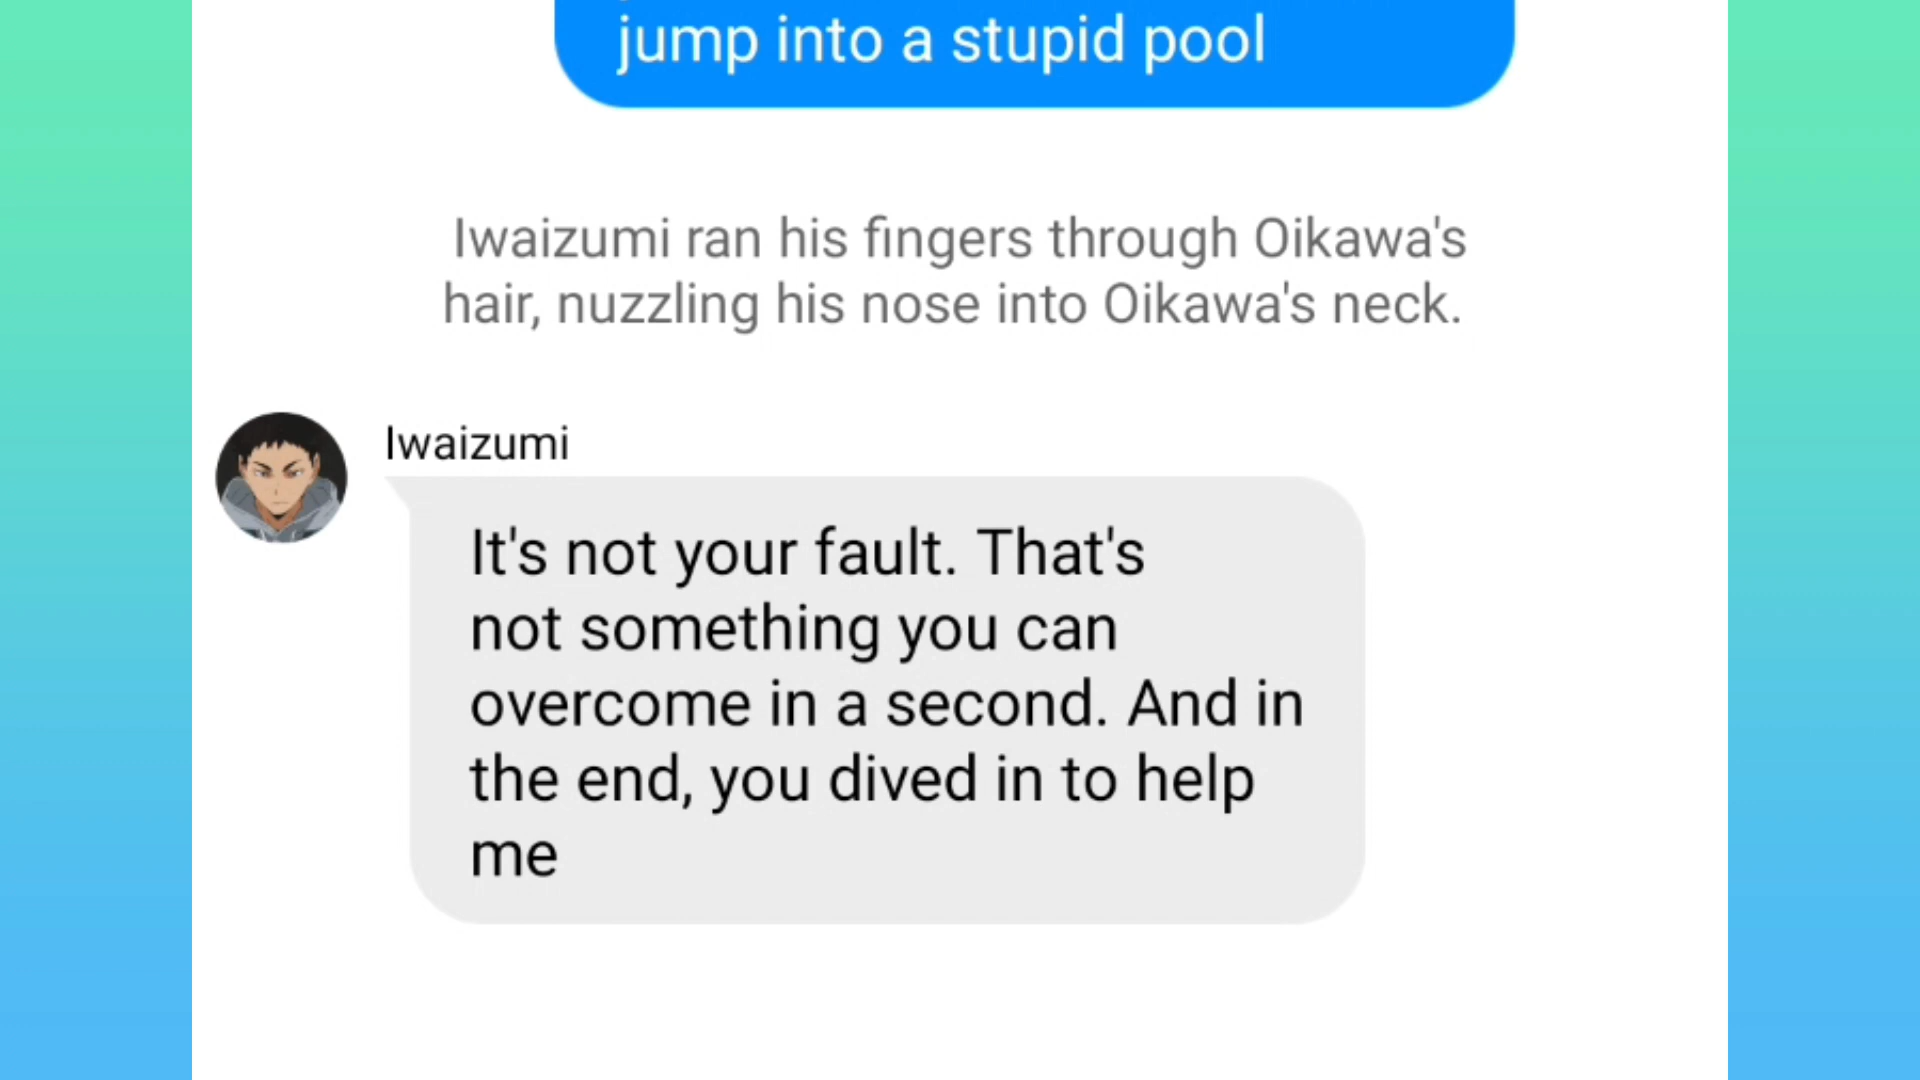 jump into a stupid pool
Iwaizumi ran his fingers through Oikawa's
hair, nuzzling his nose into Oikawa's neck.
Iwaizumi
It's not your fault. That's
not something you can
overcome in a second. And in
the end, you dived in to help
me